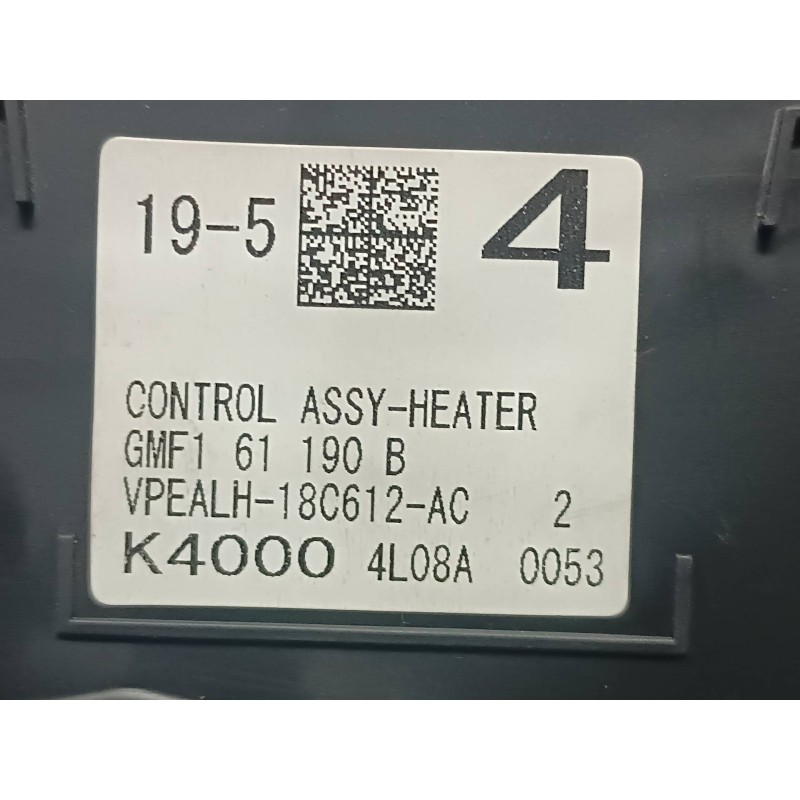 19-5 4
CONTROL ASSY-HEATER
GMF1 61 190 B
VPEALH-18C612-AC 2
K4000 4L08A 0053